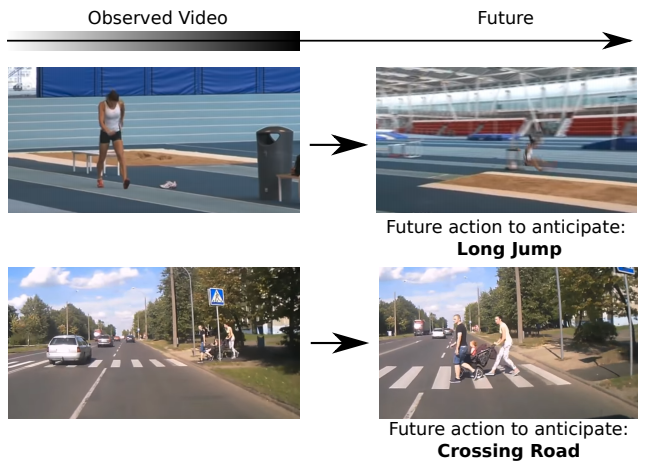 Observed Video
Future
Future action to anticipate:
Long Jump
Future action to anticipate:
Crossing Road